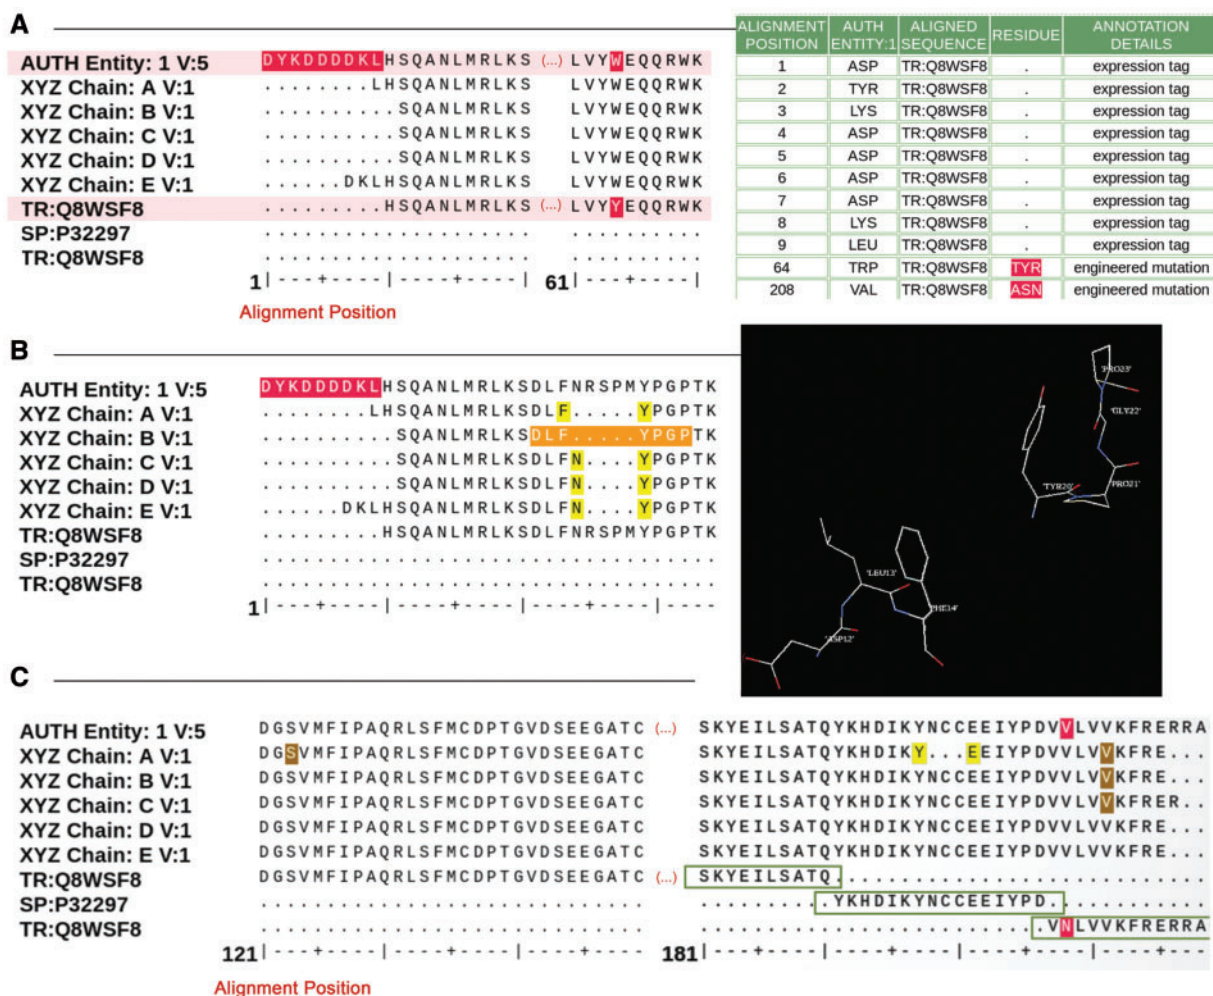 A
AUTH Entity: 1 V:5 DYKDDDDKLHSQANLMRLKS (...) LVYWEQQRWK
XYZ Chain: A V:1 ........LHSQANLMRLKS LVYWEQQRWK
XYZ Chain: B V:1 ..........SQANLMRLKS LVYWEQQRWK
XYZ Chain: C V:1 ..........SQANLMRLKS LVYWEQQRWK
XYZ Chain: D V:1 ..........SQANLMRLKS LVYWEQQRWK
XYZ Chain: E V:1 ......DKLHSQANLMRLKS LVYWEQQRWK
TR:Q8WSF8 .........HSQANLMRLKS (...) LVYYEQQRWK
SP:P32297 .................... ..........
TR:Q8WSF8 .................... ..........
1 |---+----|----+----| 61 |---+----|
Alignment Position
ALIGNMENT POSITION AUTH ENTITY:1 ALIGNED SEQUENCE RESIDUE ANNOTATION DETAILS
1 ASP TR:Q8WSF8 . expression tag
2 TYR TR:Q8WSF8 . expression tag
3 LYS TR:Q8WSF8 . expression tag
4 ASP TR:Q8WSF8 . expression tag
5 ASP TR:Q8WSF8 . expression tag
6 ASP TR:Q8WSF8 . expression tag
7 ASP TR:Q8WSF8 . expression tag
8 LYS TR:Q8WSF8 . expression tag
9 LEU TR:Q8WSF8 . expression tag
64 TRP TR:Q8WSF8 TYR engineered mutation
208 VAL TR:Q8WSF8 ASN engineered mutation
B
AUTH Entity: 1 V:5 DYKDDDDKLHSQANLMRLKSDLFNRSPMYPGPTK
XYZ Chain: A V:1 ........LHSQANLMRLKSDLF.....YPGPTK
XYZ Chain: B V:1 ..........SQANLMRLKSDLF.....YPGPTK
XYZ Chain: C V:1 ..........SQANLMRLKSDLFN....YPGPTK
XYZ Chain: D V:1 ..........SQANLMRLKSDLFN....YPGPTK
XYZ Chain: E V:1 ......DKLHSQANLMRLKSDLFN....YPGPTK
TR:Q8WSF8 .........HSQANLMRLKSDLFNRSPMYPGPTK
SP:P32297 ..................................
TR:Q8WSF8 ..................................
1 |---+----|----+----|----+----|----
'PRO23'
'GLY22'
'TYR20' 'PRO21'
'LEU13'
'PHE14'
'ASP12'
C
AUTH Entity: 1 V:5 DGSVMFIPAQRLSFMCDPTGVDSEEGATC (...) SKYEILSATQYKHDIKYNCCEEIYPDVVLVVKFRERRA
XYZ Chain: A V:1 DGSVMFIPAQRLSFMCDPTGVDSEEGATC SKYEILSATQYKHDIKY...EEIYPDVVLVVKFRE...
XYZ Chain: B V:1 DGSVMFIPAQRLSFMCDPTGVDSEEGATC SKYEILSATQYKHDIKYNCCEEIYPDVVLVVKFRE...
XYZ Chain: C V:1 DGSVMFIPAQRLSFMCDPTGVDSEEGATC SKYEILSATQYKHDIKYNCCEEIYPDVVLVVKFRER..
XYZ Chain: D V:1 DGSVMFIPAQRLSFMCDPTGVDSEEGATC SKYEILSATQYKHDIKYNCCEEIYPDVVLVVKFRE...
XYZ Chain: E V:1 DGSVMFIPAQRLSFMCDPTGVDSEEGATC SKYEILSATQYKHDIKYNCCEEIYPDVVLVVKFRE...
TR:Q8WSF8 DGSVMFIPAQRLSFMCDPTGVDSEEGATC (...) SKYEILSATQ............................
SP:P32297 ............................. ..........YKHDIKYNCCEEIYPD............
TR:Q8WSF8 ............................. ..........................VNLVVKFRERRA
121 |---+----|----+----|----+---- 181 |---+----|----+----|----+----|----+---
Alignment Position